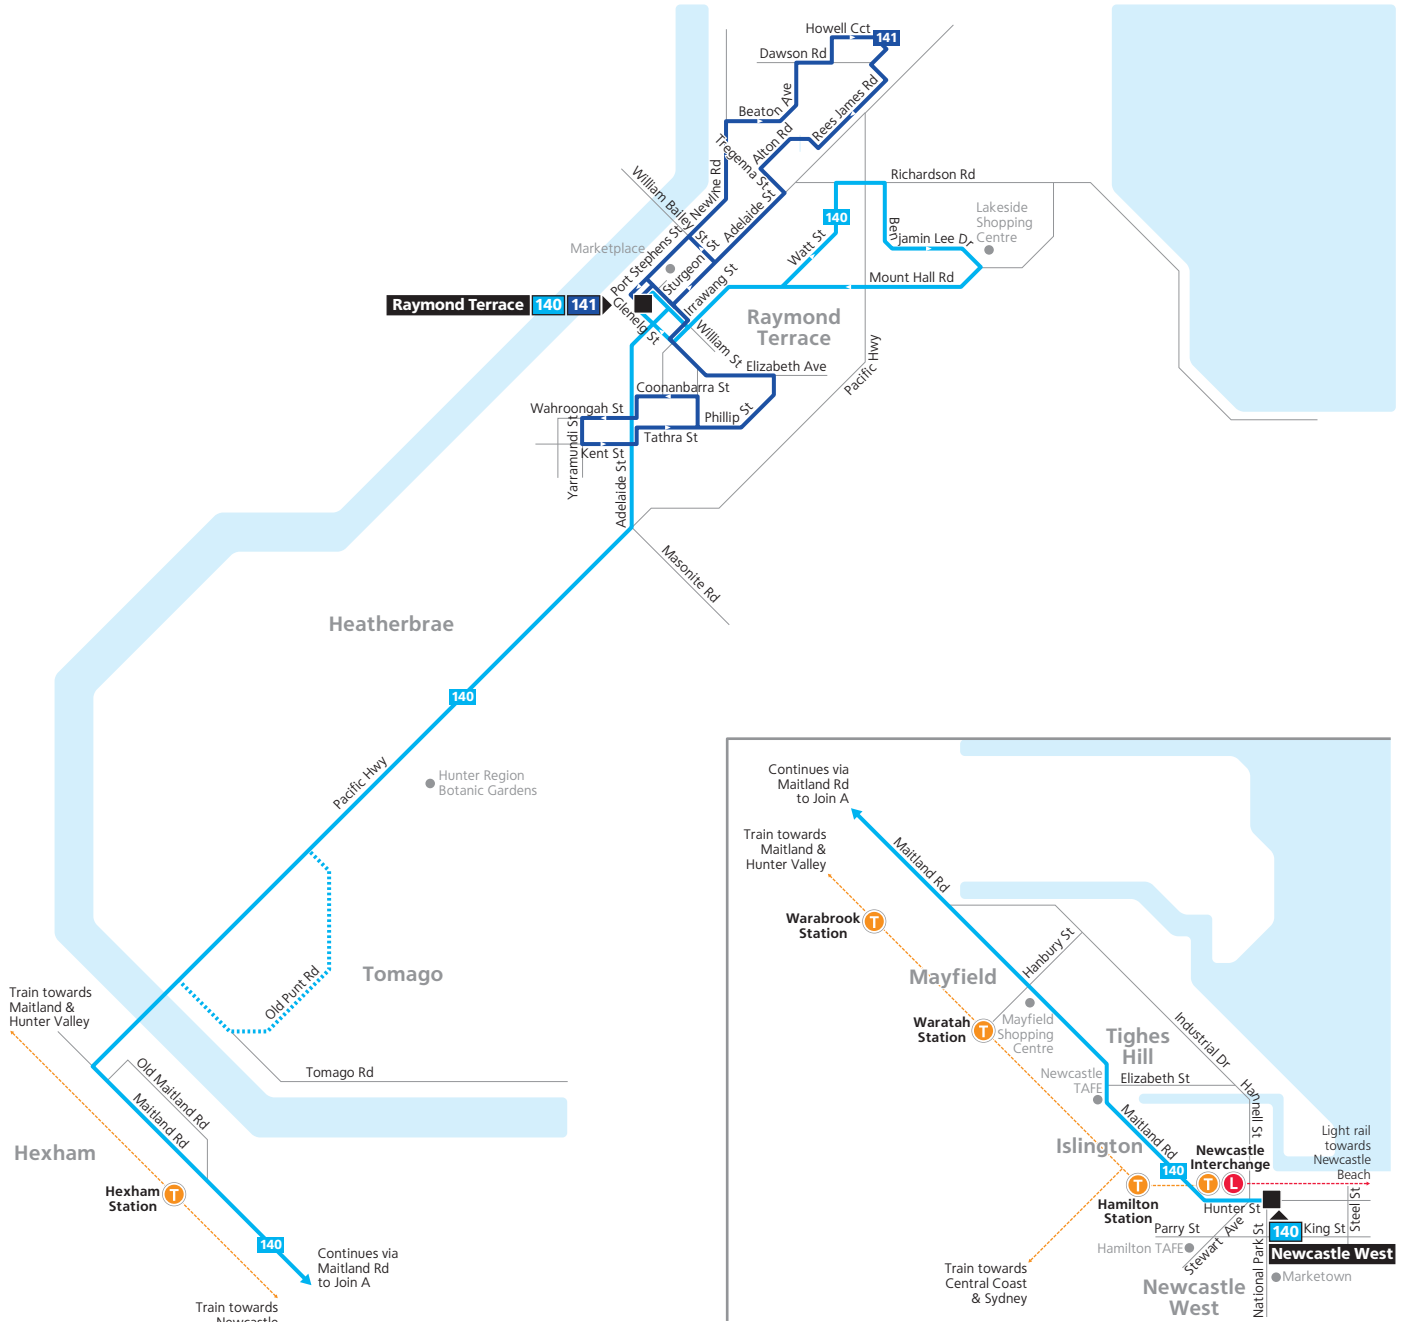 Howell Cct
141
Dawson Rd
Beaton Ave
Rees James Rd
Alton Rd
Tregenna St
Newline Rd
William Bailey St
Adelaide St
Richardson Rd
140
Lakeside
Shopping
Centre
Benjamin Lee Dr
Watt St
Marketplace
Port Stephens St
Sturgeon St
Mount Hall Rd
Irrawang St
Raymond Terrace 140 141
Glenelg St
William St
Raymond
Terrace
Elizabeth Ave
Pacific Hwy
Coonanbarra St
Wahroongah St
Phillip St
Tathra St
Kent St
Yarramundi St
Adelaide St
Masonite Rd
Heatherbrae
140
Pacific Hwy
Hunter Region
Botanic Gardens
Old Punt Rd
Tomago
Train towards
Maitland &
Hunter Valley
Tomago Rd
Old Maitland Rd
Maitland Rd
Hexham
Hexham
Station
T
140
Continues via
Maitland Rd
to Join A
Train towards
Newcastle
Continues via
Maitland Rd
to Join A
Train towards
Maitland &
Hunter Valley
Maitland Rd
Warabrook
Station
T
Hanbury St
Mayfield
Waratah
Station
T
Mayfield
Shopping
Centre
Industrial Dr
Tighes
Hill
Newcastle
TAFE
Elizabeth St
Hannell St
Maitland Rd
Islington
Newcastle
Interchange
T
L
Light rail
towards
Newcastle
Beach
140
T
Hamilton
Station
Hunter St
Steel St
Parry St
Stewart Ave
National Park St
140
King St
Newcastle West
Hamilton TAFE
Marketown
Train towards
Central Coast
& Sydney
Newcastle
West